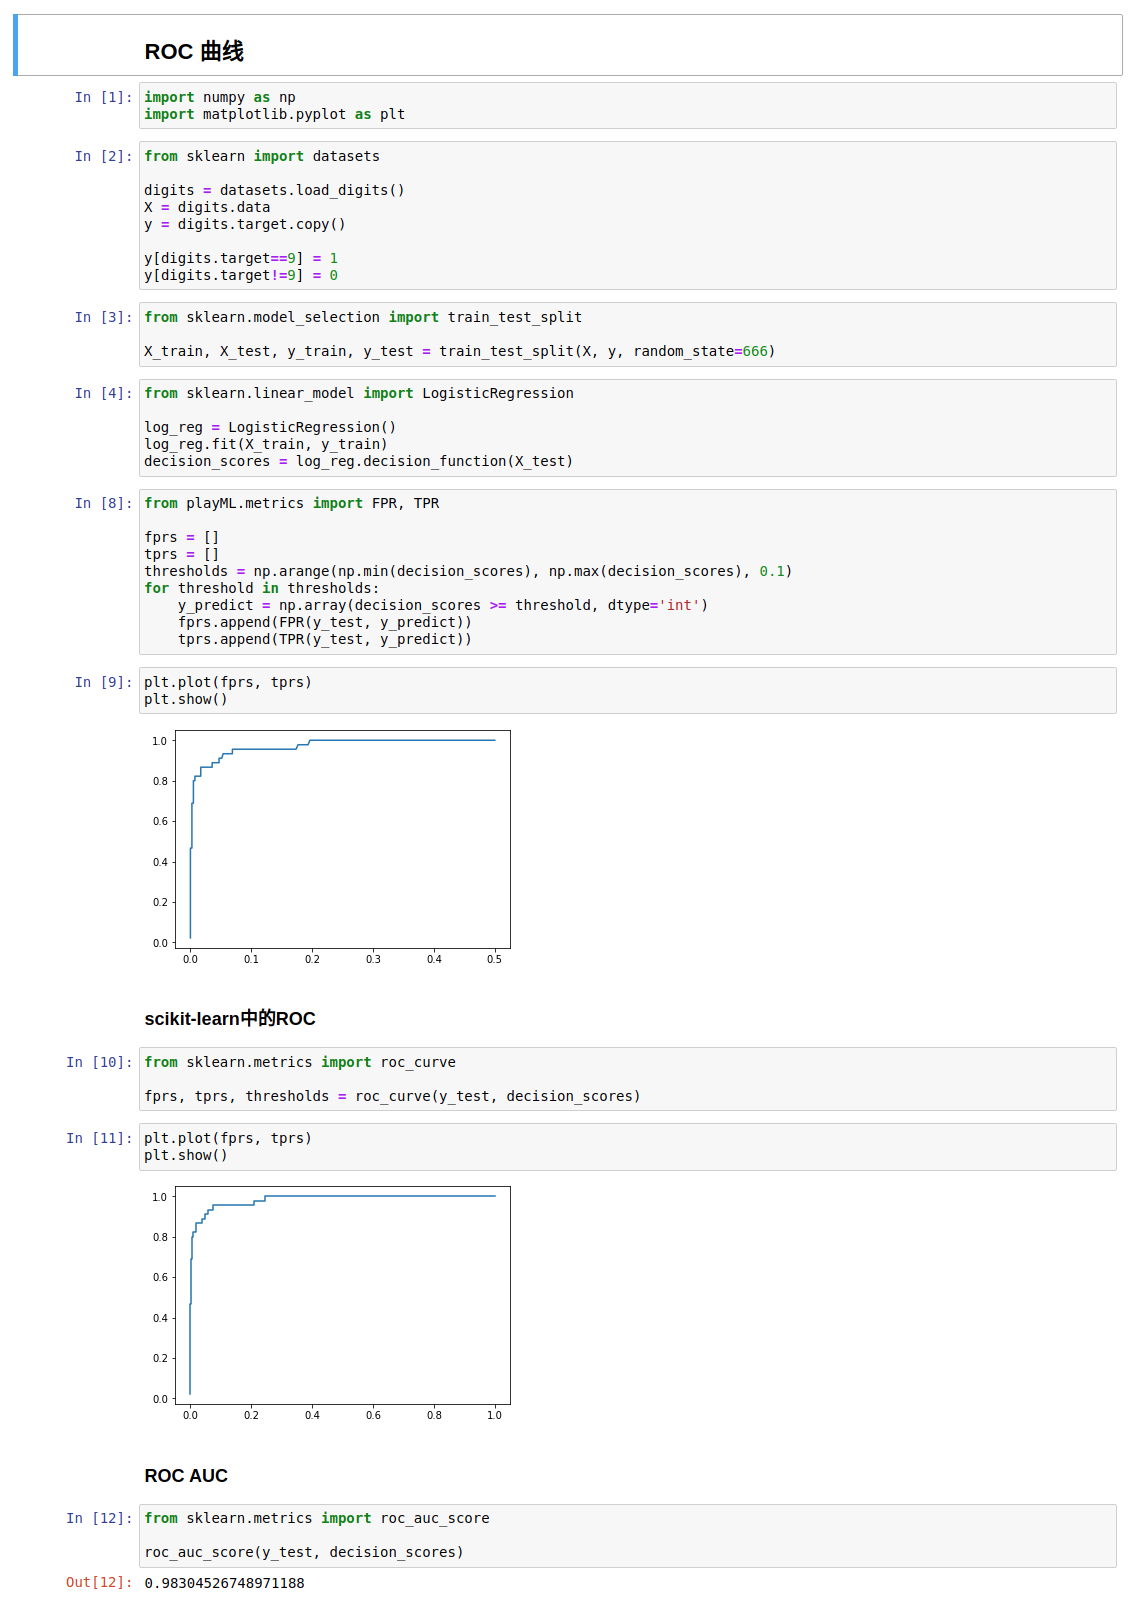 ROC 曲线
In [1]: import numpy as np
import matplotlib.pyplot as plt
In [2]: from sklearn import datasets
digits = datasets.load_digits()
X = digits.data
y = digits.target.copy()
y[digits.target==9] = 1
y[digits.target!=9] = 0
In [3]: from sklearn.model_selection import train_test_split
X_train, X_test, y_train, y_test = train_test_split(X, y, random_state=666)
In [4]: from sklearn.linear_model import LogisticRegression
log_reg = LogisticRegression()
log_reg.fit(X_train, y_train)
decision_scores = log_reg.decision_function(X_test)
In [8]: from playML.metrics import FPR, TPR
fprs = []
tprs = []
thresholds = np.arange(np.min(decision_scores), np.max(decision_scores), 0.1)
for threshold in thresholds:
    y_predict = np.array(decision_scores >= threshold, dtype='int')
    fprs.append(FPR(y_test, y_predict))
    tprs.append(TPR(y_test, y_predict))
In [9]: plt.plot(fprs, tprs)
plt.show()
1.0
0.8
0.6
0.4
0.2
0.0
0.0 0.1 0.2 0.3 0.4 0.5
scikit-learn中的ROC
In [10]: from sklearn.metrics import roc_curve
fprs, tprs, thresholds = roc_curve(y_test, decision_scores)
In [11]: plt.plot(fprs, tprs)
plt.show()
1.0
0.8
0.6
0.4
0.2
0.0
0.0 0.2 0.4 0.6 0.8 1.0
ROC AUC
In [12]: from sklearn.metrics import roc_auc_score
roc_auc_score(y_test, decision_scores)
Out[12]: 0.98304526748971188